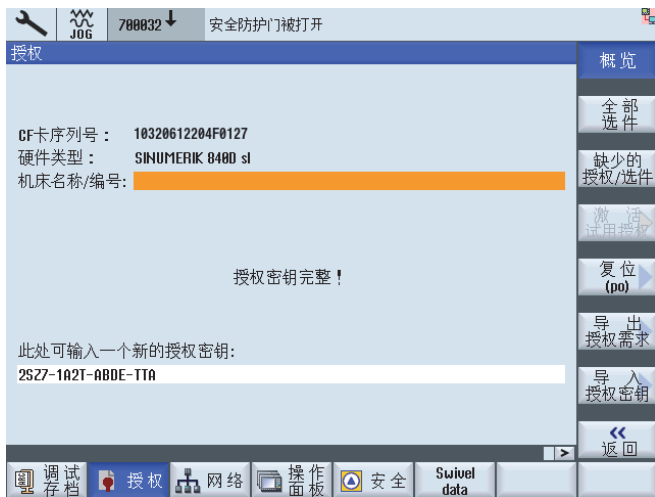 JOG
700032 安全防护门被打开
授权
CF卡序列号： 10320612204F0127
硬件类型： SINUMERIK 840D sl
机床名称/编号:
授权密钥完整！
此处可输入一个新的授权密钥:
2SZ7-1A2T-ABDE-TTA
概览
全部
选件
缺少的
授权/选件
激活
试用授权
复位
(po)
导出
授权需求
导入
授权密钥
返回
调试
存档
授权
网络
操作
面板
安全
Swivel
data